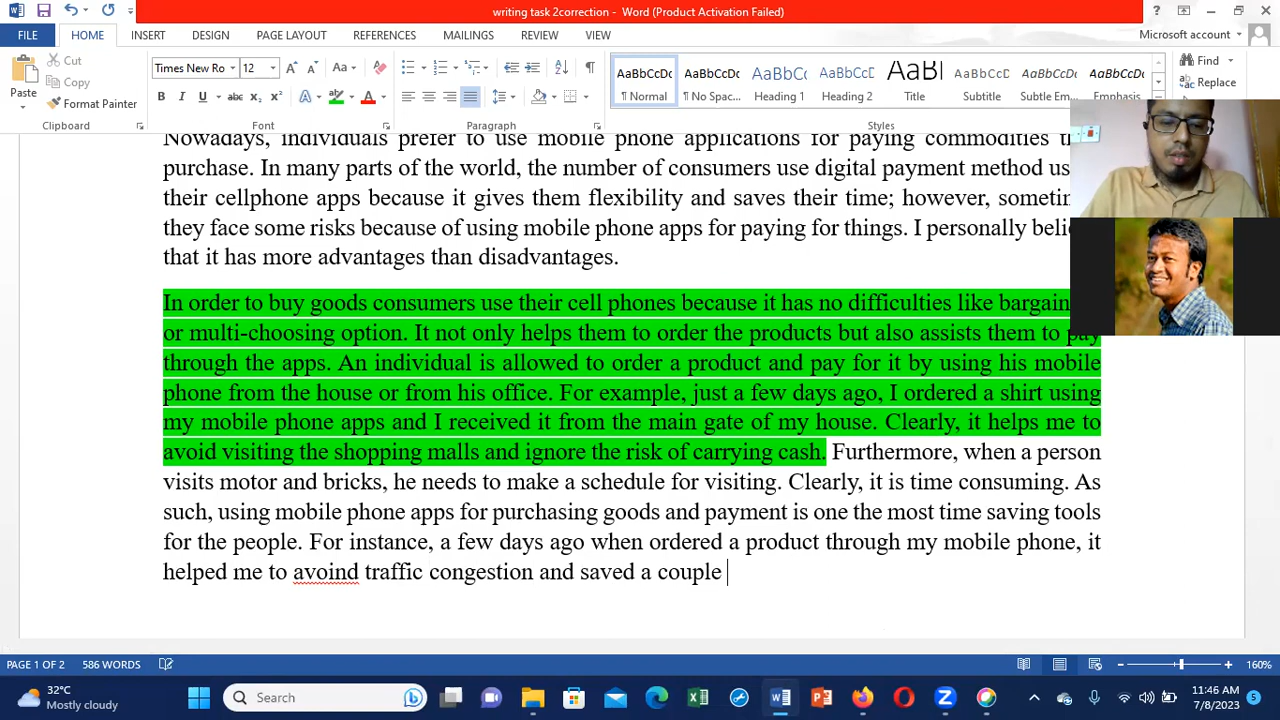 writing task 2correction - Word (Product Activation Failed)
FILE HOME INSERT DESIGN PAGE LAYOUT REFERENCES MAILINGS REVIEW VIEW Microsoft account
Cut
Copy
Format Painter
Paste
Clipboard
Times New Ro 12
Font
Paragraph
AaBbCcDc AaBbCcDc AaBbCc AaBbCcD AaBl AaBbCcD AaBbCcDc AaBbCcDc
¶ Normal ¶ No Spac... Heading 1 Heading 2 Title Subtitle Subtle Em... Emphasis
Styles
Find
Replace
Nowadays, individuals prefer to use mobile phone applications for paying commodities
purchase. In many parts of the world, the number of consumers use digital payment method
their cellphone apps because it gives them flexibility and saves their time; however,
they face some risks because of using mobile phone apps for paying for things. I personally
that it has more advantages than disadvantages.
In order to buy goods consumers use their cell phones because it has no difficulties like
or multi-choosing option. It not only helps them to order the products but also assists them to pay
through the apps. An individual is allowed to order a product and pay for it by using his mobile
phone from the house or from his office. For example, just a few days ago, I ordered a shirt using
my mobile phone apps and I received it from the main gate of my house. Clearly, it helps me to
avoid visiting the shopping malls and ignore the risk of carrying cash. Furthermore, when a person
visits motor and bricks, he needs to make a schedule for visiting. Clearly, it is time consuming. As
such, using mobile phone apps for purchasing goods and payment is one the most time saving tools
for the people. For instance, a few days ago when ordered a product through my mobile phone, it
helped me to avoind traffic congestion and saved a couple
PAGE 1 OF 2 586 WORDS 160%
32°C
Mostly cloudy
Search
11:46 AM
7/8/2023
5